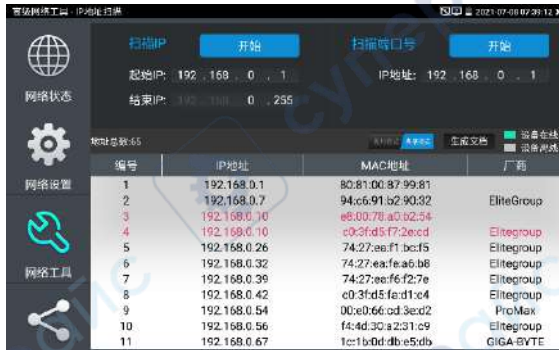 高级网络工具 - IP地址扫描 2021-07-08 07:39:12
扫描IP 开始 扫描端口号 开始
起始IP: 192 . 168 . 0 . 1 IP地址: 192 . 168 . 0 . 1
结束IP: 192 . 168 . 0 . 255
网络状态
地址总数:65 生成文档 设备在线
设备离线
编号 IP地址 MAC地址 厂商
网络设置
1 192.168.0.1 80:81:00:87:99:81
2 192.168.0.7 94:c6:91:b2:90:32 EliteGroup
3 192.168.0.10 e8:00:78:a0:b2:54
4 192.168.0.10 c0:3f:d5:f7:2e:cd Elitegroup
5 192.168.0.26 74:27:ea:f1:bc:f5 Elitegroup
6 192.168.0.32 74:27:ea:fe:a6:b8 Elitegroup
网络工具
7 192.168.0.39 74:27:ea:f6:f2:7e Elitegroup
8 192.168.0.42 c0:3f:d5:fa:d1:c4 Elitegroup
9 192.168.0.54 00:e0:66:cd:3e:d2 ProMax
10 192.168.0.56 f4:4d:30:a2:31:c9 Elitegroup
11 192.168.0.67 1c:1b:0d:db:e5:db GIGA-BYTE